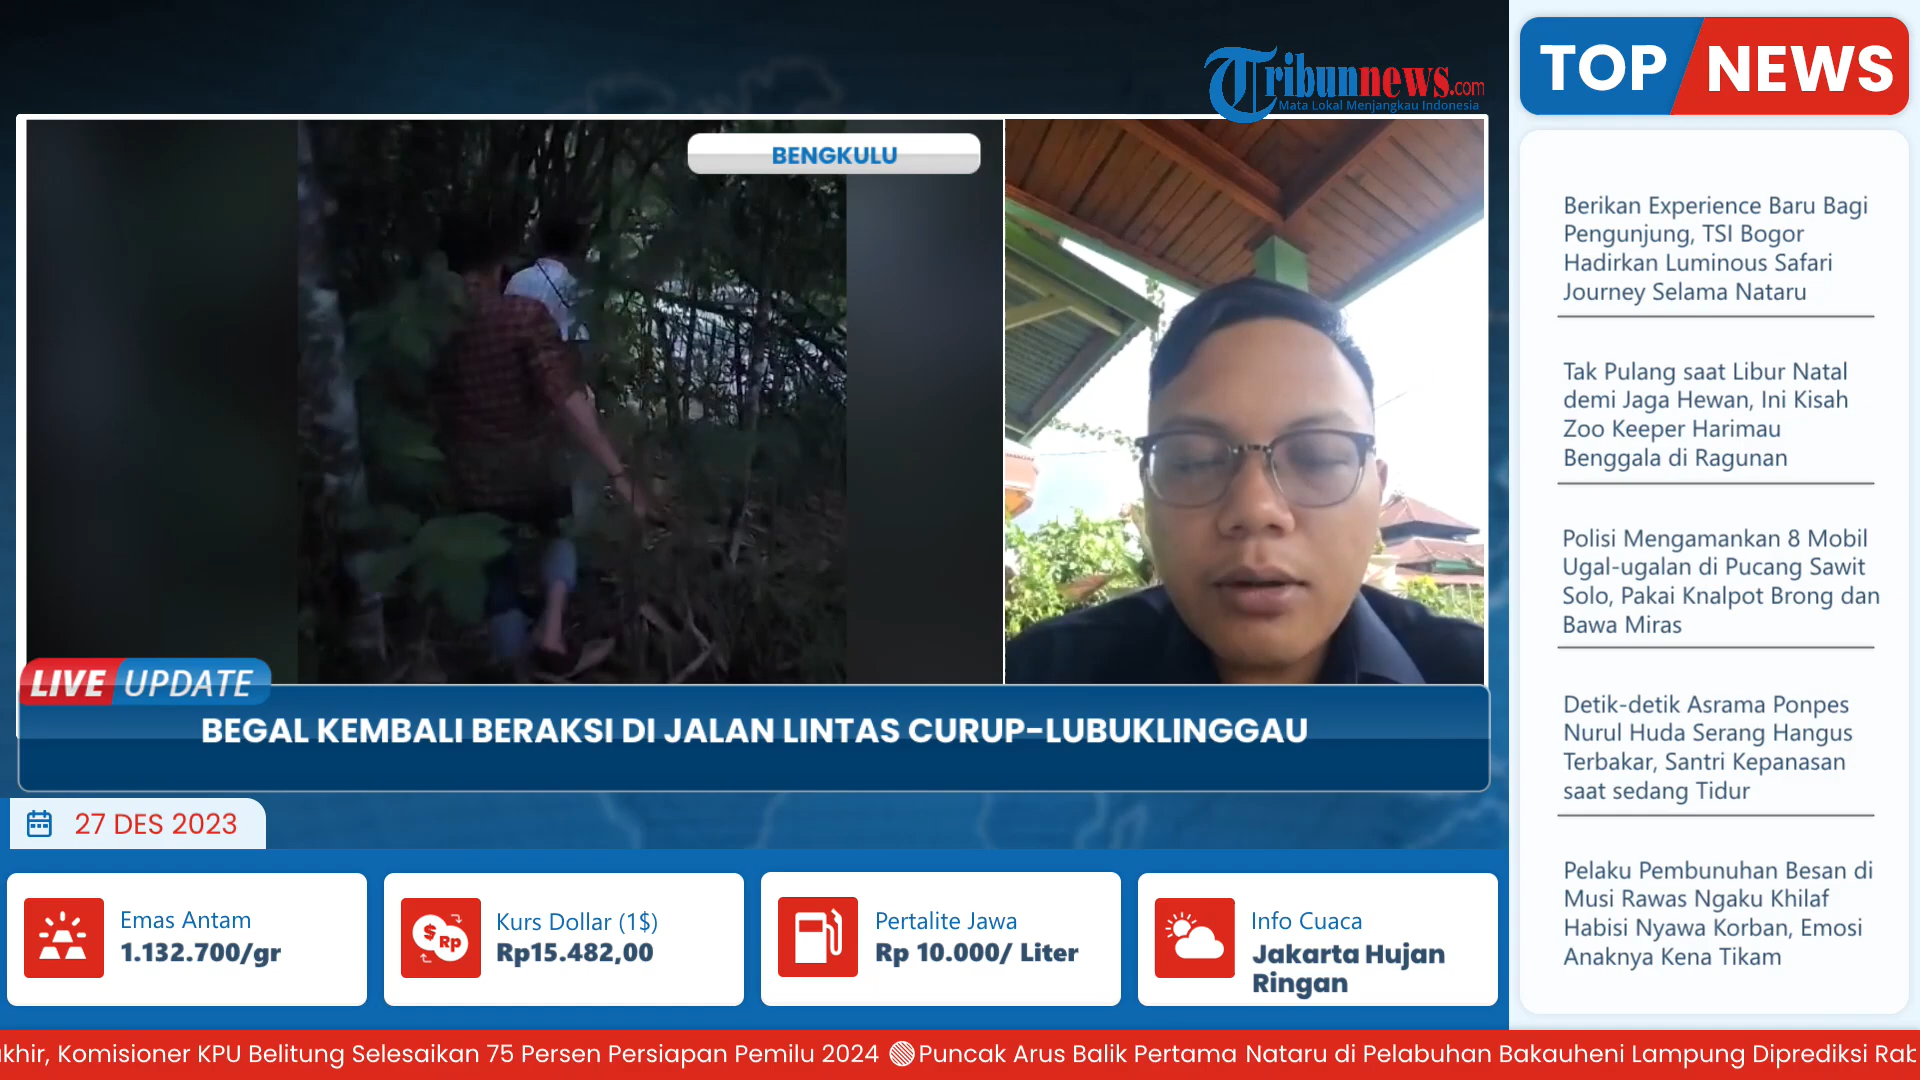 Tribunnews.com
Mata Lokal Menjangkau Indonesia
BENGKULU
LIVE UPDATE
BEGAL KEMBALI BERAKSI DI JALAN LINTAS CURUP-LUBUKLINGGAU
27 DES 2023
Emas Antam
1.132.700/gr
Kurs Dollar (1$)
Rp15.482,00
Pertalite Jawa
Rp 10.000/ Liter
Info Cuaca
Jakarta Hujan
Ringan
TOP NEWS
Berikan Experience Baru Bagi
Pengunjung, TSI Bogor
Hadirkan Luminous Safari
Journey Selama Nataru
Tak Pulang saat Libur Natal
demi Jaga Hewan, Ini Kisah
Zoo Keeper Harimau
Benggala di Ragunan
Polisi Mengamankan 8 Mobil
Ugal-ugalan di Pucang Sawit
Solo, Pakai Knalpot Brong dan
Bawa Miras
Detik-detik Asrama Ponpes
Nurul Huda Serang Hangus
Terbakar, Santri Kepanasan
saat sedang Tidur
Pelaku Pembunuhan Besan di
Musi Rawas Ngaku Khilaf
Habisi Nyawa Korban, Emosi
Anaknya Kena Tikam
khir, Komisioner KPU Belitung Selesaikan 75 Persen Persiapan Pemilu 2024 Puncak Arus Balik Pertama Nataru di Pelabuhan Bakauheni Lampung Diprediksi